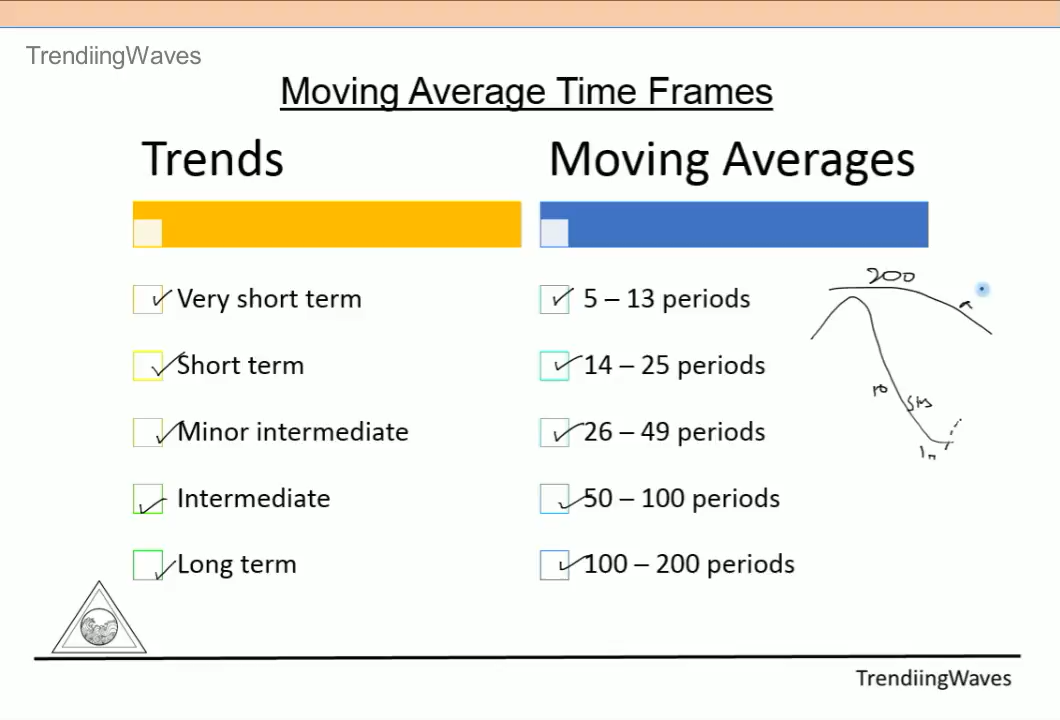 TrendiingWaves
Moving Average Time Frames
Trends
Moving Averages
Very short term
5 – 13 periods
200
Short term
14 – 25 periods
Minor intermediate
26 – 49 periods
Intermediate
50 – 100 periods
Long term
100 – 200 periods
TrendiingWaves